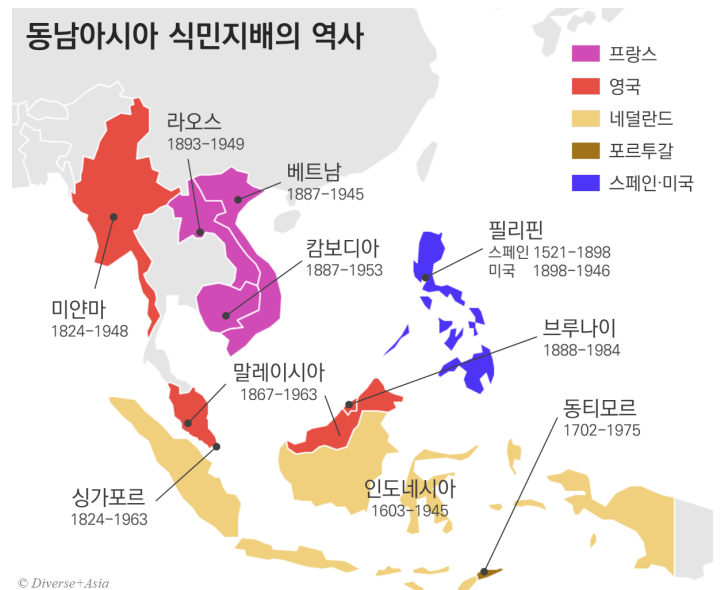 동남아시아 식민지배의 역사
프랑스
영국
네덜란드
포르투갈
스페인·미국
라오스
1893-1949
베트남
1887-1945
캄보디아
1887-1953
필리핀
스페인 1521-1898
미국 1898-1946
미얀마
1824-1948
브루나이
1888-1984
말레이시아
1867-1963
동티모르
1702-1975
싱가포르
1824-1963
인도네시아
1603-1945
© Diverse+Asia